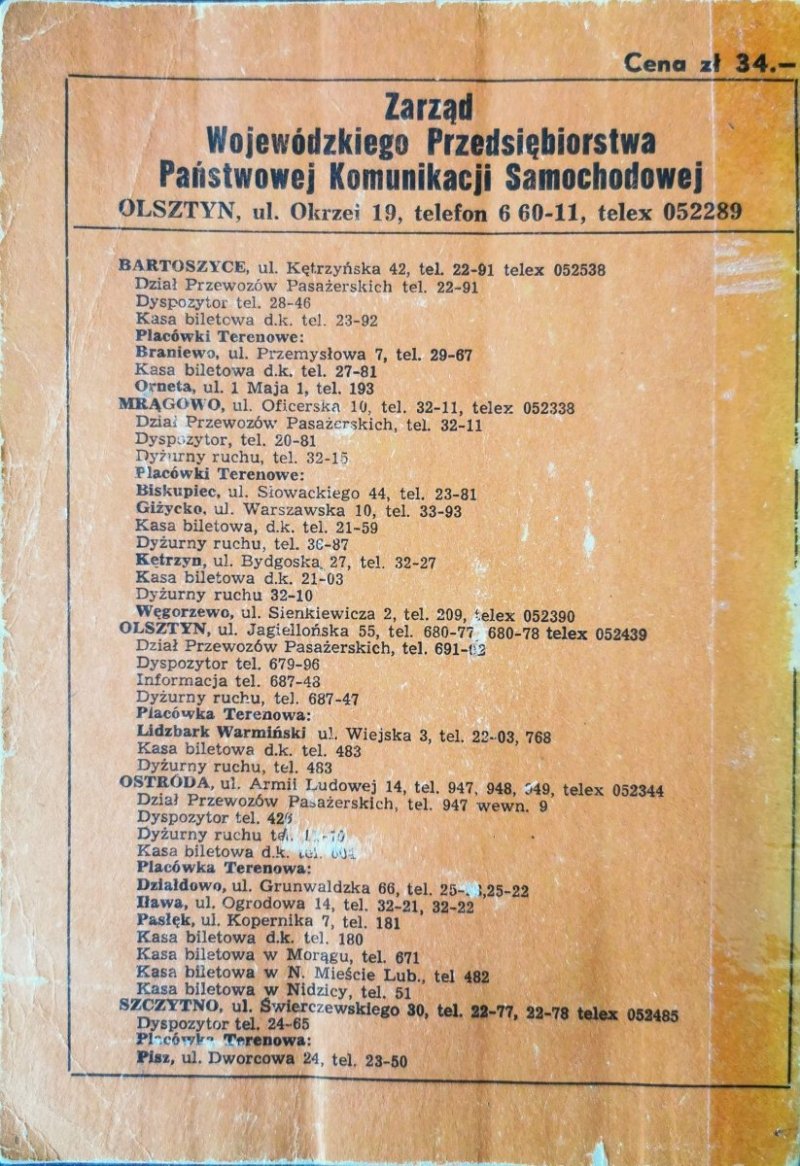 Cena zł 34.—
Zarząd
Wojewódzkiego Przedsiębiorstwa
Państwowej Komunikacji Samochodowej
OLSZTYN, ul. Okrzei 19, telefon 6 60-11, telex 052289
BARTOSZYCE, ul. Kętrzyńska 42, tel. 22-91 telex 052538
Dział Przewozów Pasażerskich tel. 22-91
Dyspozytor tel. 28-46
Kasa biletowa d.k. tel. 23-92
Placówki Terenowe:
Braniewo, ul. Przemysłowa 7, tel. 29-67
Kasa biletowa d.k. tel. 27-81
Orneta, ul. 1 Maja 1, tel. 193
MRĄGOWO, ul. Oficerska 10, tel. 32-11, telex 052338
Dział Przewozów Pasażerskich, tel. 32-11
Dyspozytor, tel. 20-81
Dyżurny ruchu, tel. 32-15
Placówki Terenowe:
Biskupiec, ul. Słowackiego 44, tel. 23-81
Giżycko, ul. Warszawska 10, tel. 33-93
Kasa biletowa, d.k. tel. 21-59
Dyżurny ruchu, tel. 36-87
Kętrzyn, ul. Bydgoska 27, tel. 32-27
Kasa biletowa d.k. 21-03
Dyżurny ruchu 32-10
Węgorzewo, ul. Sienkiewicza 2, tel. 209, telex 052390
OLSZTYN, ul. Jagiellońska 55, tel. 680-77, 680-78 telex 052439
Dział Przewozów Pasażerskich, tel.
Dyspozytor tel. 679-96
Informacja tel. 687-43
Dyżurny ruchu, tel. 687-47
Placówka Terenowa:
Lidzbark Warmiński ul. Wiejska 3, tel. 22-03, 768
Kasa biletowa d.k. tel. 483
Dyżurny ruchu, tel. 483
OSTRÓDA, ul. Armii Ludowej 14, tel. 947, 948, 949, telex 052344
Dział Przewozów Pasażerskich, tel. 947 wewn. 9
Dyspozytor tel.
Dyżurny ruchu tel.
Kasa biletowa d.k. tel.
Placówka Terenowa:
Działdowo, ul. Grunwaldzka 66, tel. 25-22
Iława, ul. Ogrodowa 14, tel. 32-21, 32-22
Pasłęk, ul. Kopernika 7, tel. 181
Kasa biletowa d.k. tel. 180
Kasa biletowa w Morągu, tel. 671
Kasa biletowa w N. Mieście Lub., tel 482
Kasa biletowa w Nidzicy, tel. 51
SZCZYTNO, ul. Świerczewskiego 30, tel. 22-77, 22-78 telex 052485
Dyspozytor tel. 24-65
Placówka Terenowa:
Pisz, ul. Dworcowa 24, tel. 23-50